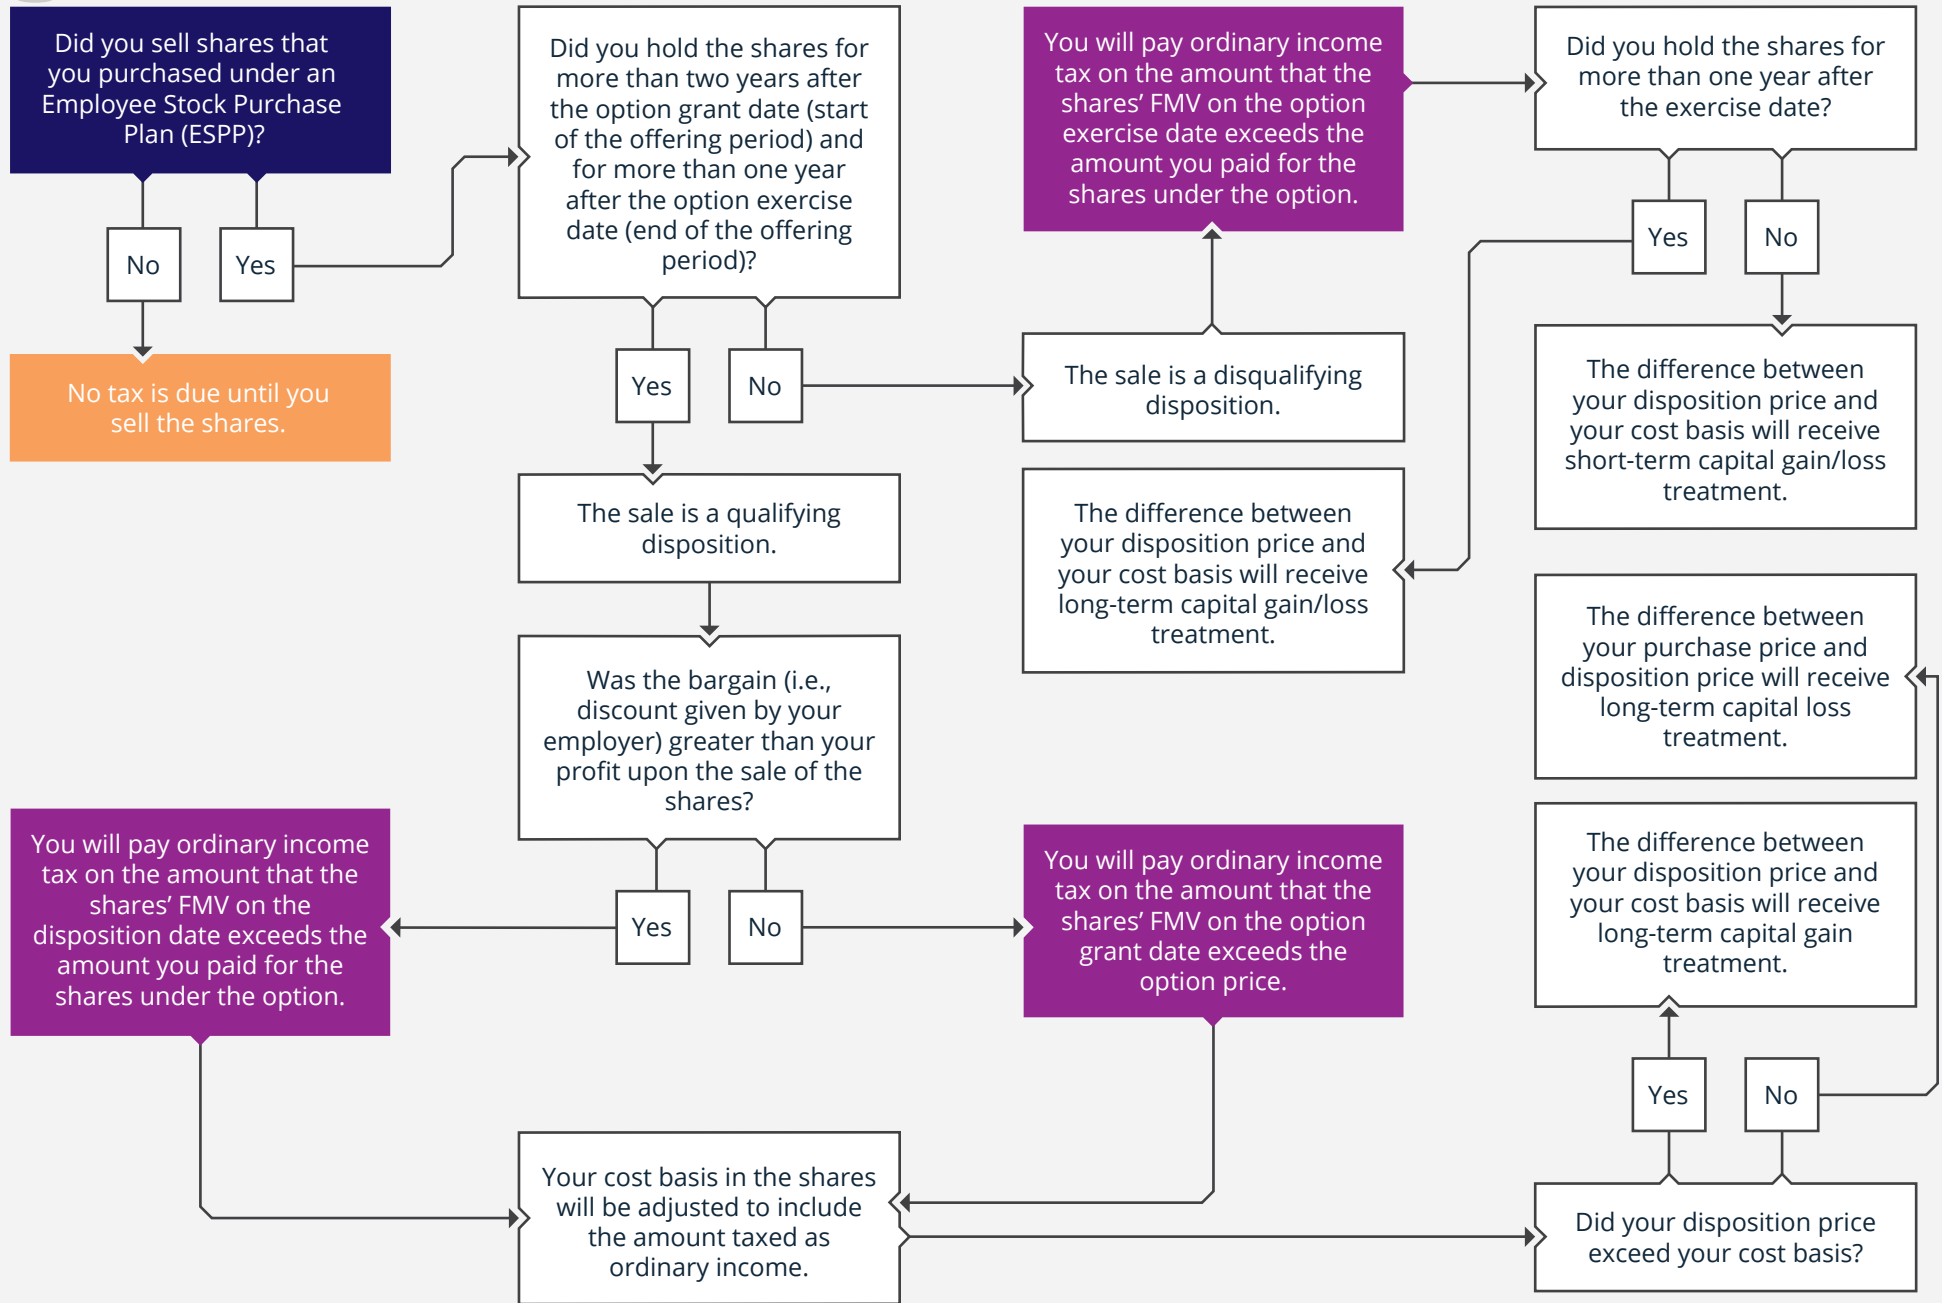 Did you sell shares that
you purchased under an
Employee Stock Purchase
Plan (ESPP)?
No
Yes
No tax is due until you
sell the shares.
Did you hold the shares for
more than two years after
the option grant date (start
of the offering period) and
for more than one year
after the option exercise
date (end of the offering
period)?
Yes
No
The sale is a disqualifying
disposition.
You will pay ordinary income
tax on the amount that the
shares’ FMV on the option
exercise date exceeds the
amount you paid for the
shares under the option.
Did you hold the shares for
more than one year after
the exercise date?
Yes
No
The difference between
your disposition price and
your cost basis will receive
short-term capital gain/loss
treatment.
The difference between
your disposition price and
your cost basis will receive
long-term capital gain/loss
treatment.
The sale is a qualifying
disposition.
Was the bargain (i.e.,
discount given by your
employer) greater than your
profit upon the sale of the
shares?
Yes
No
You will pay ordinary income
tax on the amount that the
shares’ FMV on the
disposition date exceeds the
amount you paid for the
shares under the option.
You will pay ordinary income
tax on the amount that the
shares’ FMV on the option
grant date exceeds the
option price.
Your cost basis in the shares
will be adjusted to include
the amount taxed as
ordinary income.
Did your disposition price
exceed your cost basis?
Yes
No
The difference between
your disposition price and
your cost basis will receive
long-term capital gain
treatment.
The difference between
your purchase price and
disposition price will receive
long-term capital loss
treatment.